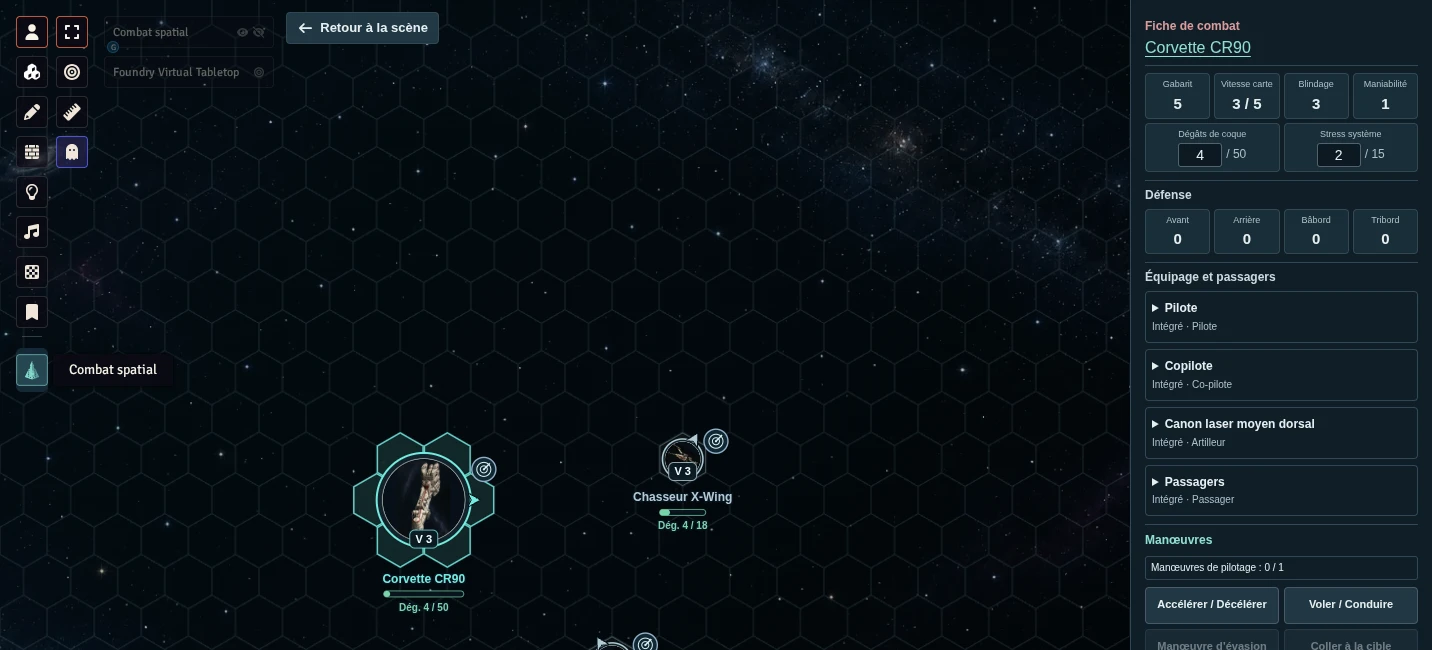 Combat spatial
G
Foundry Virtual Tabletop
Retour à la scène
Combat spatial
V 3
Corvette CR90
Dég. 4 / 50
V 3
Chasseur X-Wing
Dég. 4 / 18
Fiche de combat
Corvette CR90
Gabarit
5
Vitesse carte
3 / 5
Blindage
3
Maniabilité
1
Dégâts de coque
4 / 50
Stress système
2 / 15
Défense
Avant
0
Arrière
0
Bâbord
0
Tribord
0
Équipage et passagers
Pilote
Intégré · Pilote
Copilote
Intégré · Co-pilote
Canon laser moyen dorsal
Intégré · Artilleur
Passagers
Intégré · Passager
Manœuvres
Manœuvres de pilotage : 0 / 1
Accélérer / Décélérer
Voler / Conduire
Manœuvre d'évasion
Coller à la cible